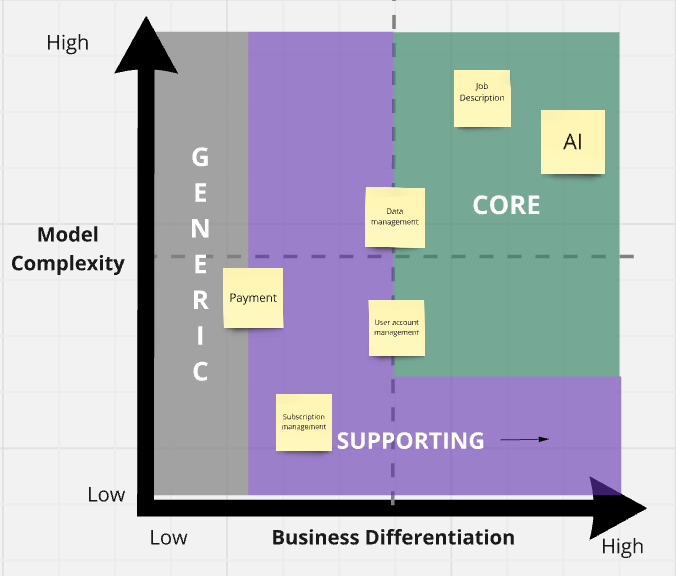 High
Job
Description
AI
G
E
N
E
R
I
C
CORE
Data
management
Model
Complexity
Payment
User account
management
Subscription
management
SUPPORTING
Low
Low
Business Differentiation
High